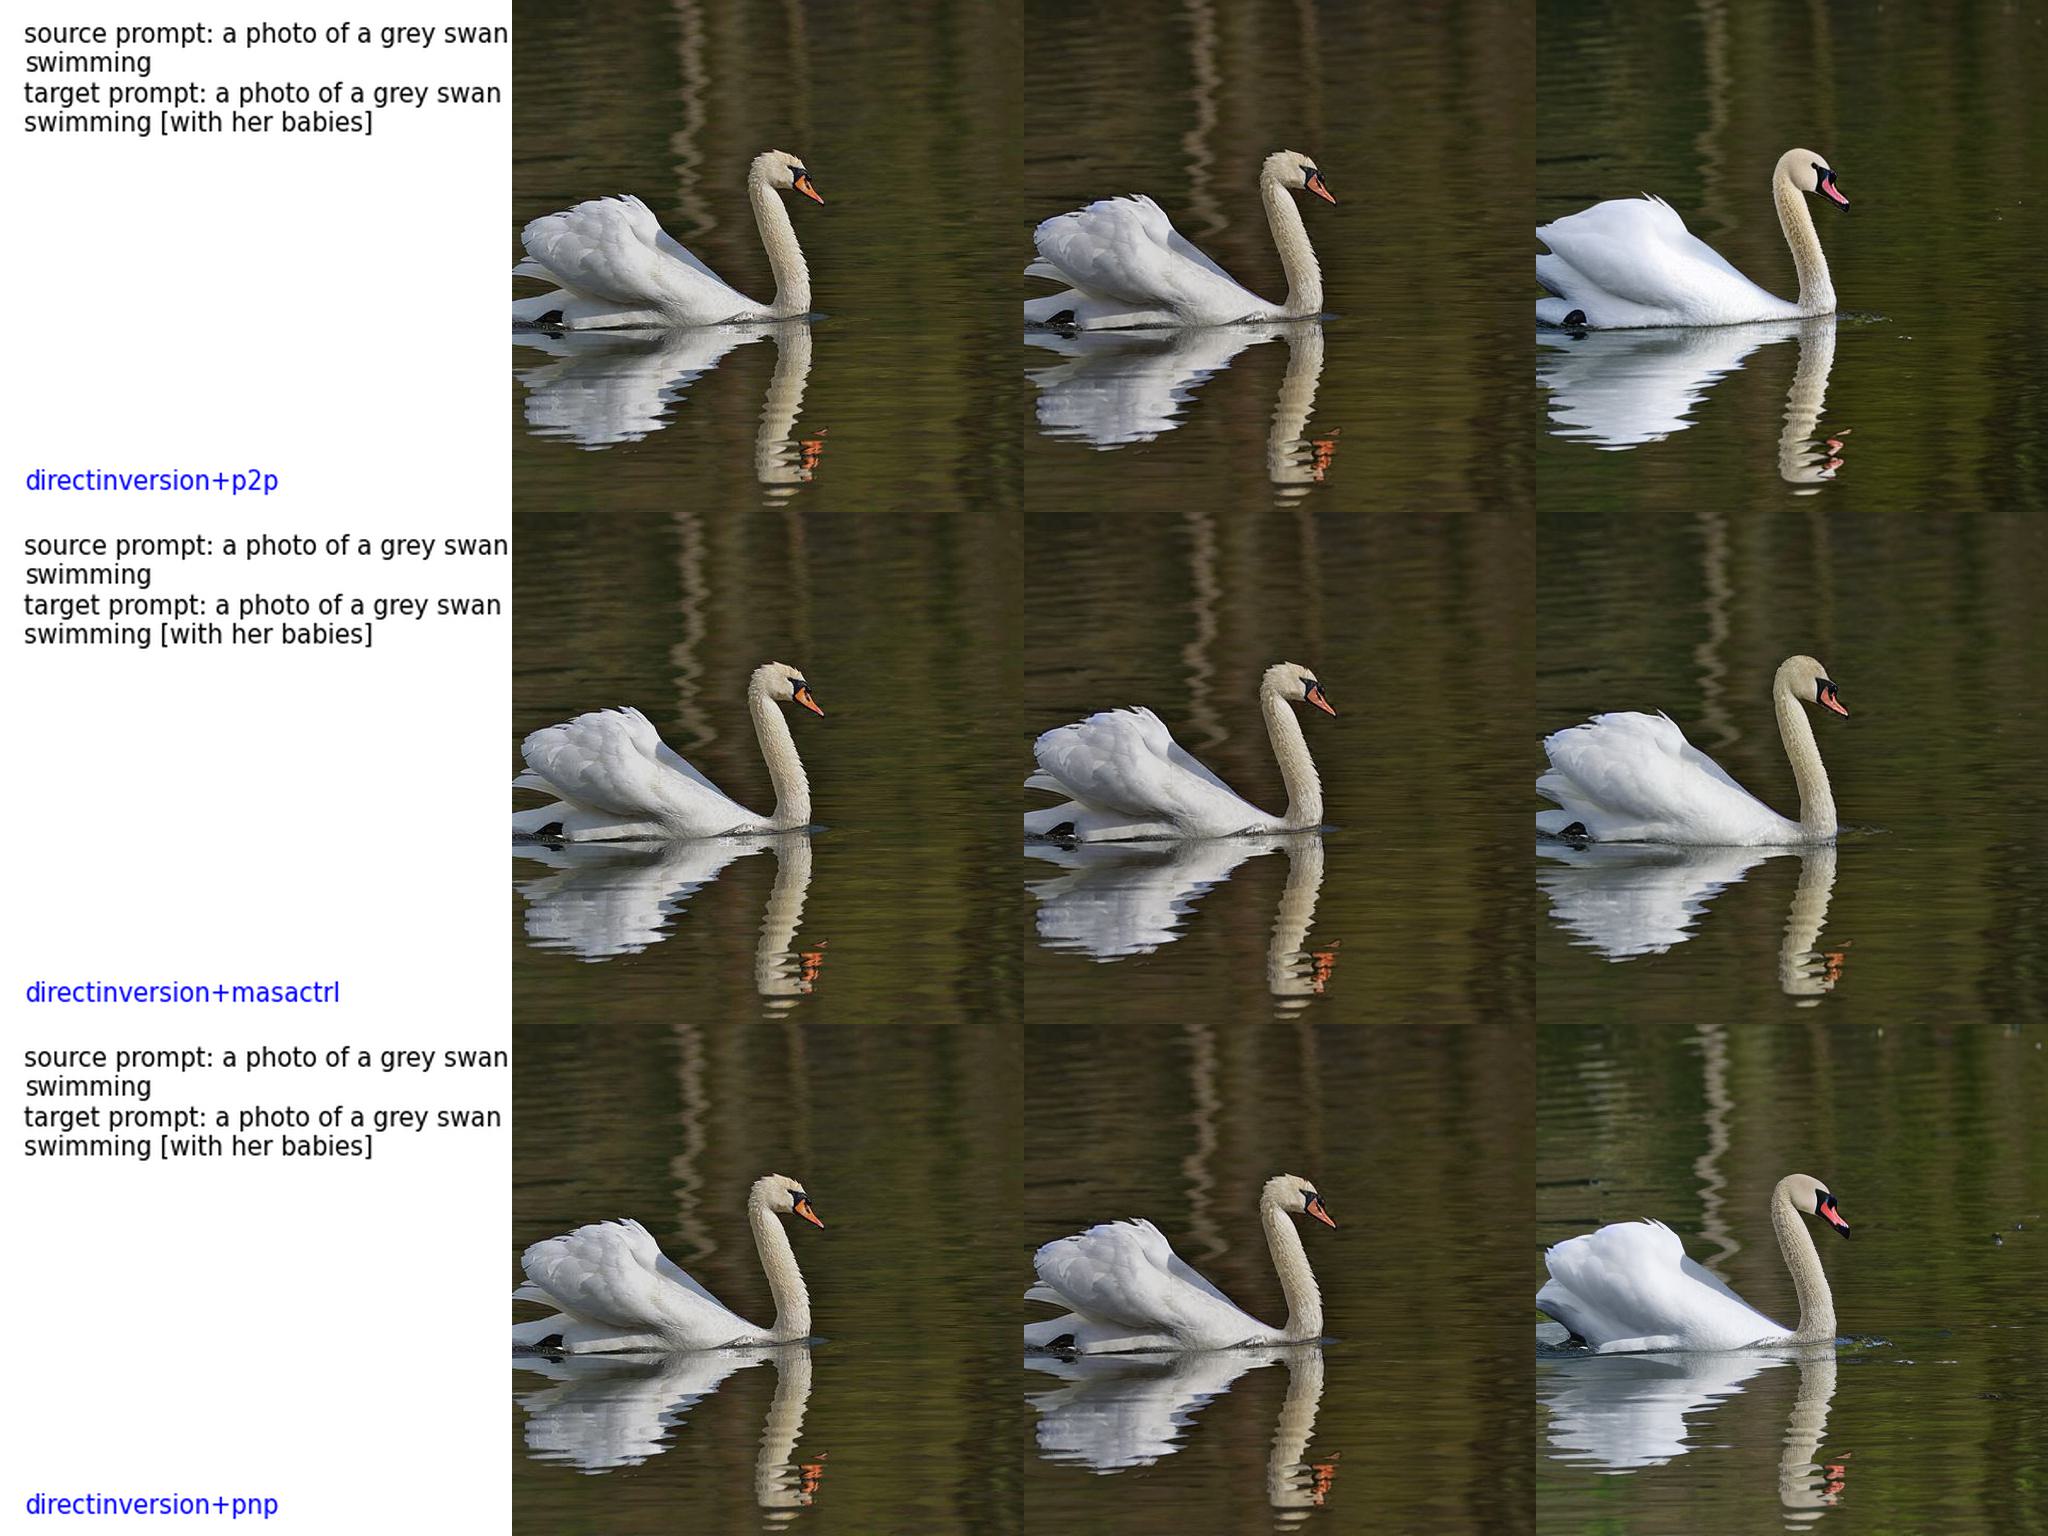 source prompt: a photo of a grey swan
swimming
target prompt: a photo of a grey swan
swimming [with her babies]
directinversion+p2p
source prompt: a photo of a grey swan
swimming
target prompt: a photo of a grey swan
swimming [with her babies]
directinversion+masactrl
source prompt: a photo of a grey swan
swimming
target prompt: a photo of a grey swan
swimming [with her babies]
directinversion+pnp